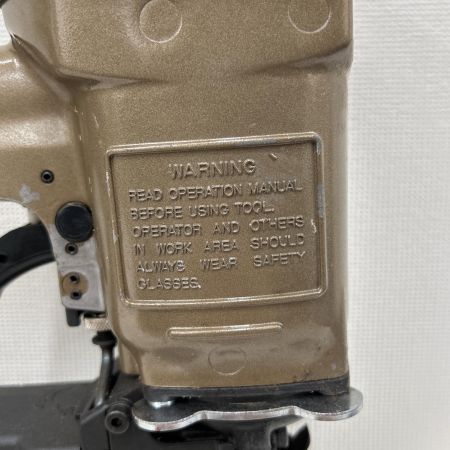 WARNING
READ OPERATION MANUAL
BEFORE USING TOOL.
OPERATOR AND OTHERS
IN WORK AREA SHOULD
ALWAYS WEAR SAFETY
GLASSES.